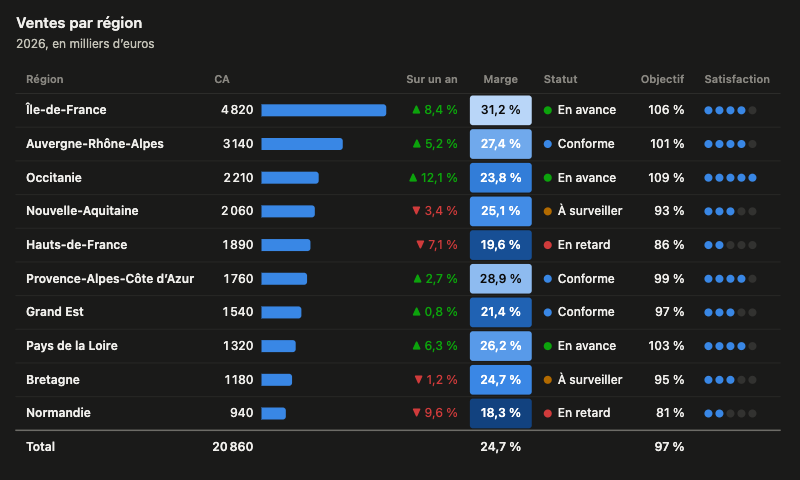 Ventes par région
2026, en milliers d’euros
Région CA Sur un an Marge Statut Objectif Satisfaction
Île-de-France 4 820 ▲ 8,4 % 31,2 % En avance 106 %
Auvergne-Rhône-Alpes 3 140 ▲ 5,2 % 27,4 % Conforme 101 %
Occitanie 2 210 ▲ 12,1 % 23,8 % En avance 109 %
Nouvelle-Aquitaine 2 060 ▼ 3,4 % 25,1 % À surveiller 93 %
Hauts-de-France 1 890 ▼ 7,1 % 19,6 % En retard 86 %
Provence-Alpes-Côte d’Azur 1 760 ▲ 2,7 % 28,9 % Conforme 99 %
Grand Est 1 540 ▲ 0,8 % 21,4 % Conforme 97 %
Pays de la Loire 1 320 ▲ 6,3 % 26,2 % En avance 103 %
Bretagne 1 180 ▼ 1,2 % 24,7 % À surveiller 95 %
Normandie 940 ▼ 9,6 % 18,3 % En retard 81 %
Total 20 860 24,7 % 97 %